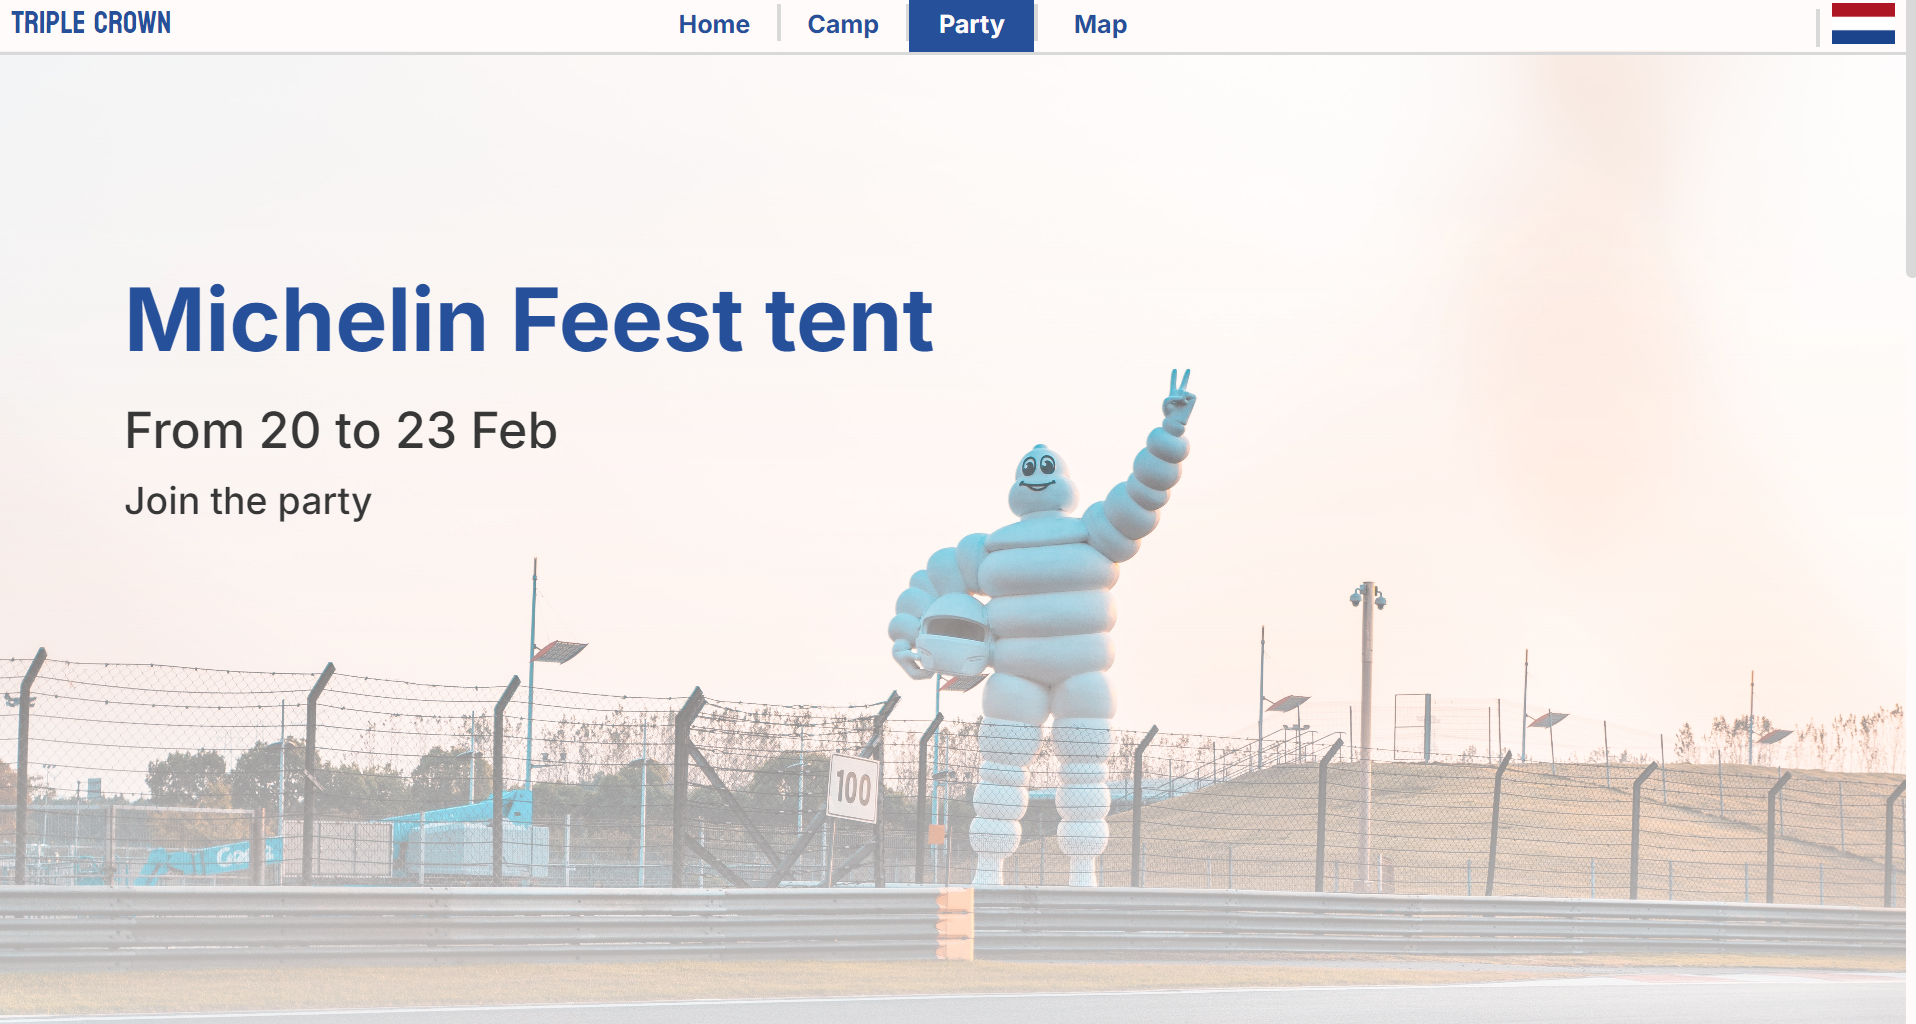 TRIPLE CROWN
Home
Camp
Party
Map
Michelin Feest tent
From 20 to 23 Feb
Join the party
100